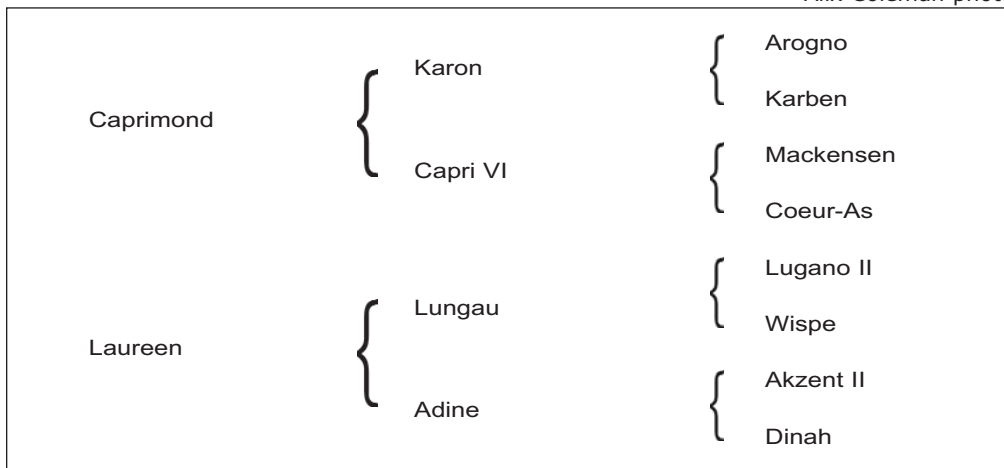 Arogno
Karon
Karben
Caprimond
Mackensen
Capri VI
Coeur-As
Lugano II
Lungau
Wispe
Laureen
Akzent II
Adine
Dinah